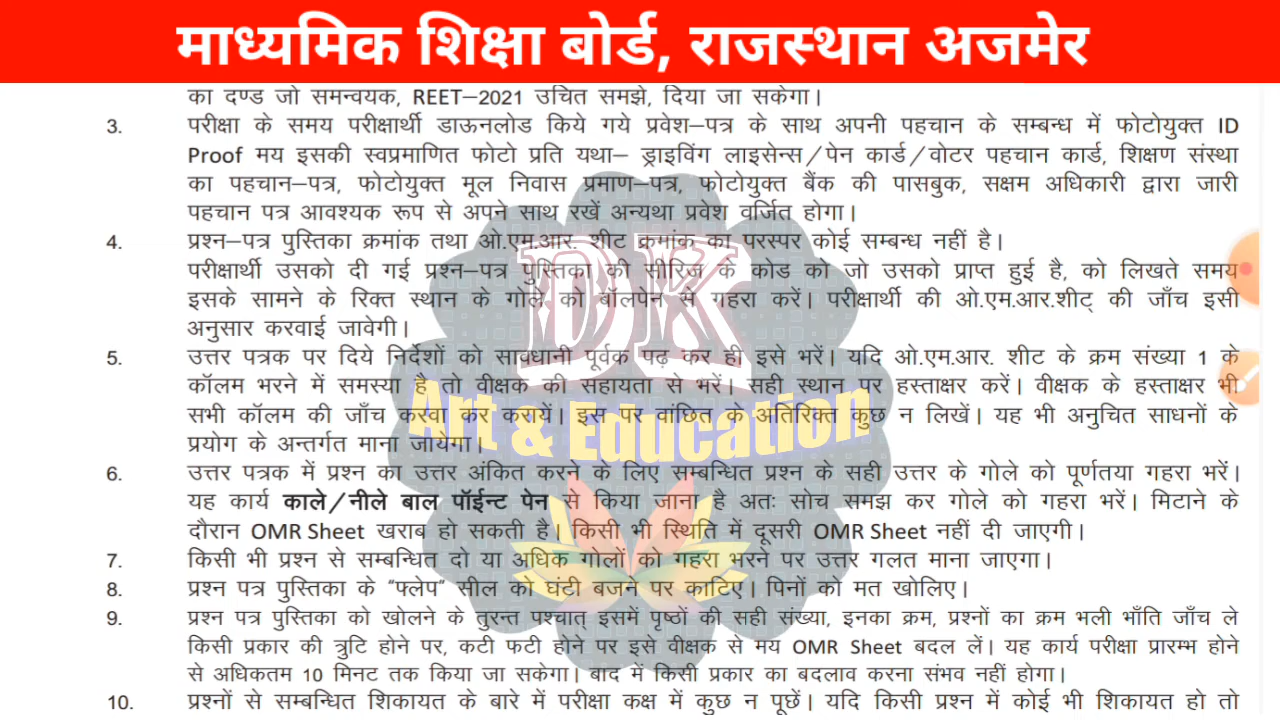 माध्यमिक शिक्षा बोर्ड, राजस्थान अजमेर
का दण्ड जो समन्वयक, REET–2021 उचित समझे, दिया जा सकेगा।
3. परीक्षा के समय परीक्षार्थी डाऊनलोड किये गये प्रवेश–पत्र के साथ अपनी पहचान के सम्बन्ध में फोटोयुक्त ID
Proof मय इसकी स्वप्रमाणित फोटो प्रति यथा– ड्राइविंग लाइसेन्स/पेन कार्ड/वोटर पहचान कार्ड, शिक्षण संस्था
का पहचान–पत्र, फोटोयुक्त मूल निवास प्रमाण–पत्र, फोटोयुक्त बैंक की पासबुक, सक्षम अधिकारी द्वारा जारी
पहचान पत्र आवश्यक रूप से अपने साथ रखें अन्यथा प्रवेश वर्जित होगा।
4. प्रश्न–पत्र पुस्तिका क्रमांक तथा ओ.एम.आर. शीट क्रमांक का परस्पर कोई सम्बन्ध नहीं है।
परीक्षार्थी उसको दी गई प्रश्न–पत्र पुस्तिका की सीरिज के कोड को जो उसको प्राप्त हुई है, को लिखते समय
इसके सामने के रिक्त स्थान के गोले को बॉलपेन से गहरा करें। परीक्षार्थी की ओ.एम.आर.शीट् की जाँच इसी
अनुसार करवाई जावेगी।
5. उत्तर पत्रक पर दिये निर्देशों को सावधानी पूर्वक पढ़ कर ही इसे भरें। यदि ओ.एम.आर. शीट के क्रम संख्या 1 के
कॉलम भरने में समस्या है तो वीक्षक की सहायता से भरें। सही स्थान पर हस्ताक्षर करें। वीक्षक के हस्ताक्षर भी
सभी कॉलम की जाँच करवा कर करायें। इस पर वांछित के अतिरिक्त कुछ न लिखें। यह भी अनुचित साधनों के
प्रयोग के अन्तर्गत माना जायेगा।
6. उत्तर पत्रक में प्रश्न का उत्तर अंकित करने के लिए सम्बन्धित प्रश्न के सही उत्तर के गोले को पूर्णतया गहरा भरें।
यह कार्य काले/नीले बाल पॉईन्ट पेन से किया जाना है अतः सोच समझ कर गोले को गहरा भरें। मिटाने के
दौरान OMR Sheet खराब हो सकती है। किसी भी स्थिति में दूसरी OMR Sheet नहीं दी जाएगी।
7. किसी भी प्रश्न से सम्बन्धित दो या अधिक गोलों को गहरा भरने पर उत्तर गलत माना जाएगा।
8. प्रश्न पत्र पुस्तिका के "फ्लेप" सील को घंटी बजने पर काटिए। पिनों को मत खोलिए।
9. प्रश्न पत्र पुस्तिका को खोलने के तुरन्त पश्चात् इसमें पृष्ठों की सही संख्या, इनका क्रम, प्रश्नों का क्रम भली भाँति जाँच ले
किसी प्रकार की त्रुटि होने पर, कटी फटी होने पर इसे वीक्षक से मय OMR Sheet बदल लें। यह कार्य परीक्षा प्रारम्भ होने
से अधिकतम 10 मिनट तक किया जा सकेगा। बाद में किसी प्रकार का बदलाव करना संभव नहीं होगा।
10. प्रश्नों से सम्बन्धित शिकायत के बारे में परीक्षा कक्ष में कुछ न पूछें। यदि किसी प्रश्न में कोई भी शिकायत हो तो
DK
Art & Education